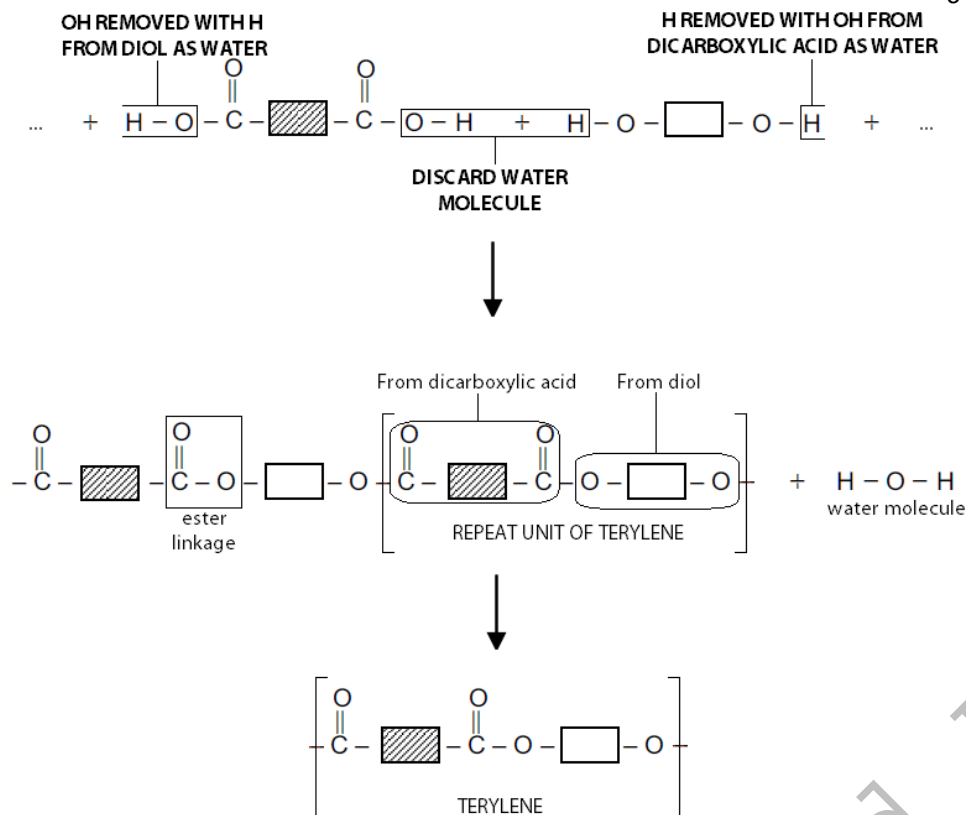 OH REMOVED WITH H
FROM DIOL AS WATER
H REMOVED WITH OH FROM
DICARBOXYLIC ACID AS WATER
O O
... + H – O – C – – C – O – H + H – O – – O – H + ...
DISCARD WATER
MOLECULE
From dicarboxylic acid From diol
O O O O
– C – – C – O – – O – C – – C – O – – O – + H – O – H
ester
linkage
REPEAT UNIT OF TERYLENE
water molecule
O O
– C – – C – O – – O –
TERYLENE